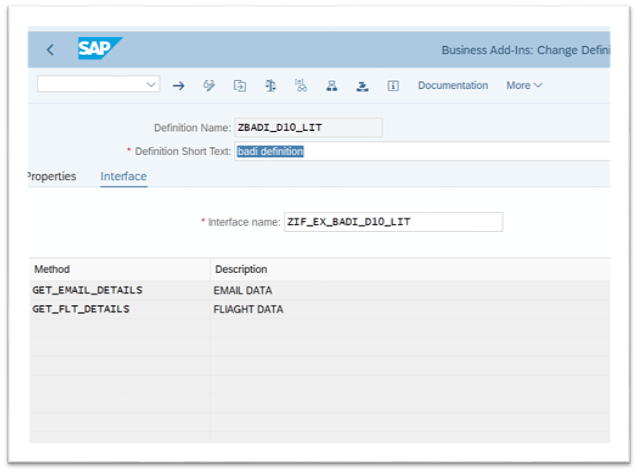 SAP
Business Add-Ins: Change Defini
Documentation More
Definition Name: ZBADI_D10_LIT
* Definition Short Text: badi definition
Properties Interface
* Interface name: ZIF_EX_BADI_D10_LIT
Method Description
GET_EMAIL_DETAILS EMAIL DATA
GET_FLT_DETAILS FLIAGHT DATA